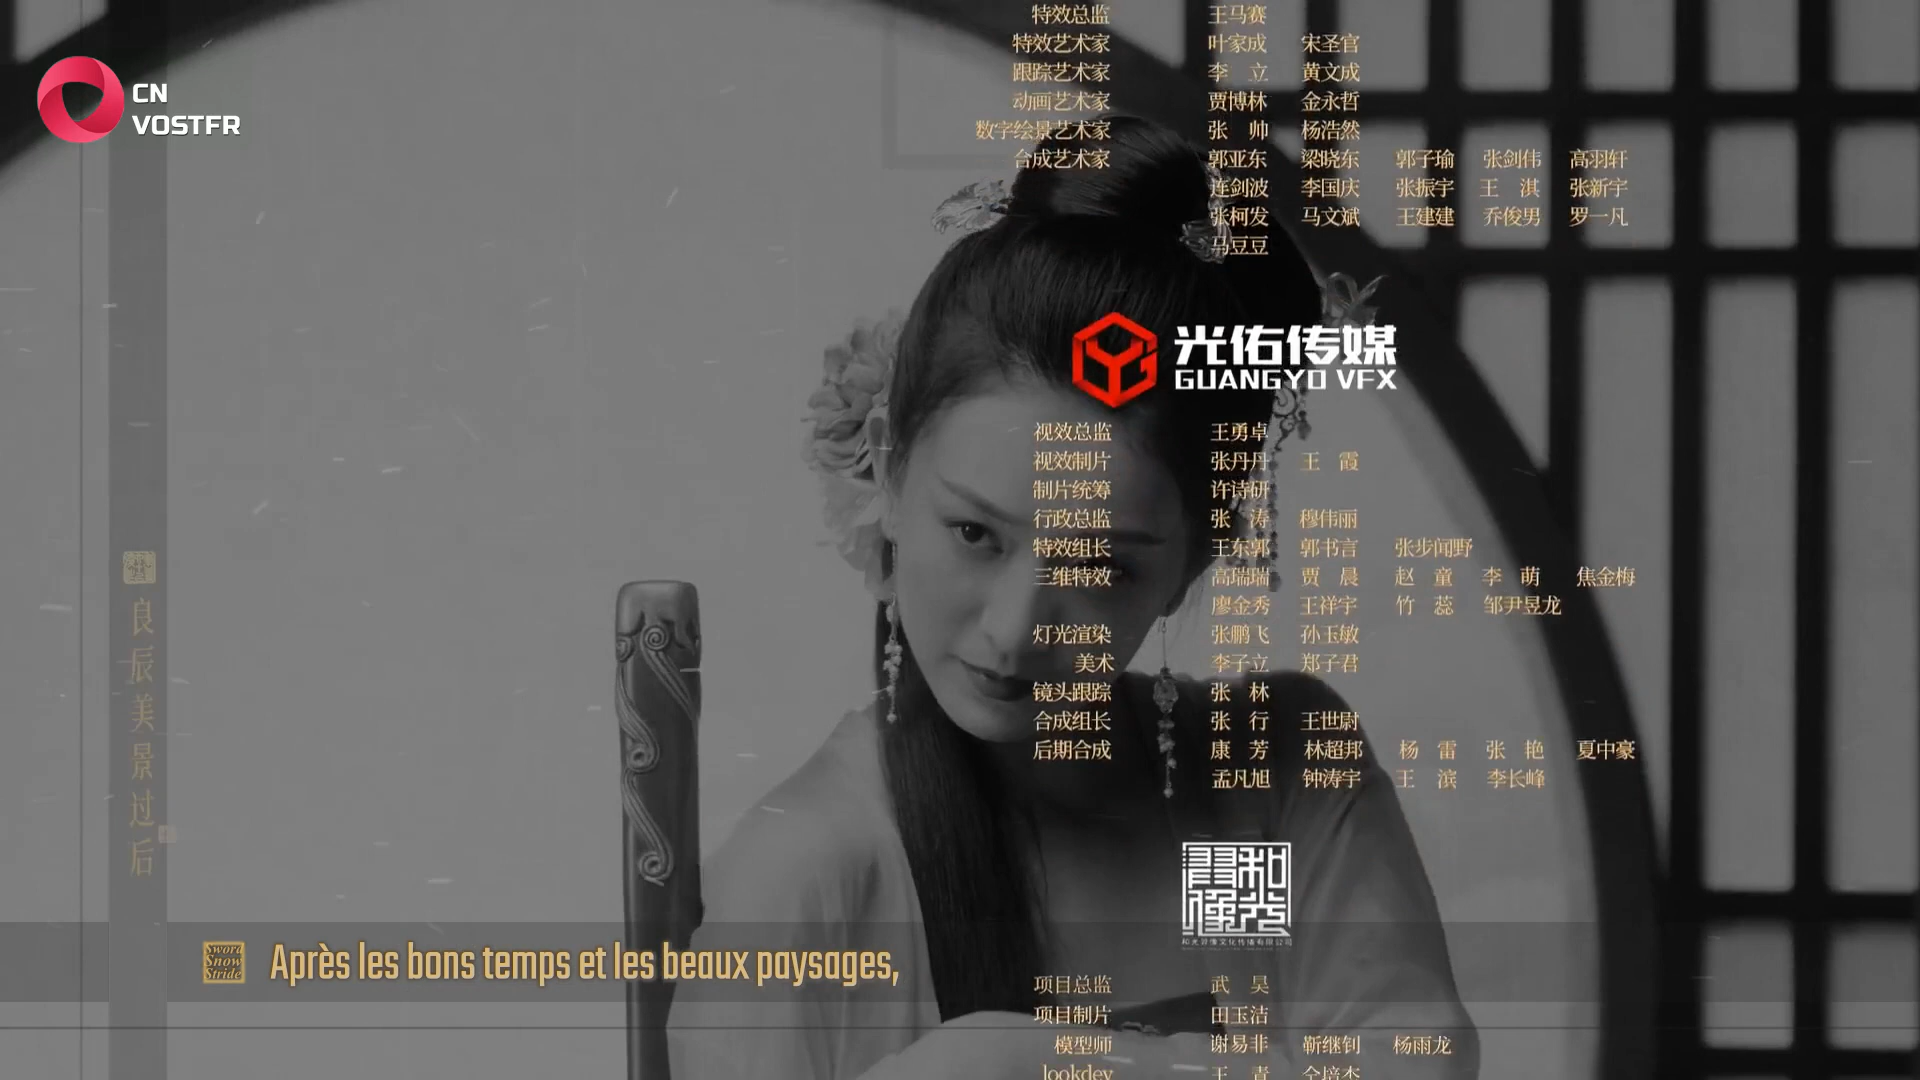 CN
VOSTFR
特效总监 王马赛
特效艺术家 叶家成 宋圣官
跟踪艺术家 李 立 黄文成
动画艺术家 贾博林 金永哲
数字绘景艺术家 张 帅 杨浩然
合成艺术家 郭亚东 梁晓东 郭子瑜 张剑伟 高羽轩
连剑波 李国庆 张振宇 王 淇 张新宇
张柯发 马文斌 王建建 乔俊男 罗一凡
马豆豆
光佑传媒
GUANGYO VFX
视效总监 王勇卓
视效制片 张丹丹 王 霞
制片统筹 许诗研
行政总监 张 涛 穆伟丽
特效组长 王东郭 郭书言 张步闻野
三维特效 高瑞瑞 贾 晨 赵 童 李 萌 焦金梅
廖金秀 王祥宇 竹 蕊 邹尹昱龙
灯光渲染 张鹏飞 孙玉敏
美术 李子立 郑子君
镜头跟踪 张 林
合成组长 张 行 王世尉
后期合成 康 芳 林超邦 杨 雷 张 艳 夏中豪
孟凡旭 钟涛宇 王 滨 李长峰
良辰美景过后
Sword
Snow
Stride
Après les bons temps et les beaux paysages,
项目总监 武 昊
项目制片 田玉洁
模型师 谢易非 靳继钊 杨雨龙
lookdev 王 青